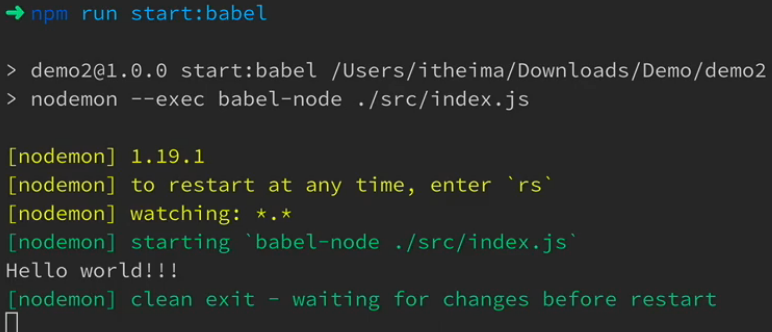 ➜ npm run start:babel
> demo2@1.0.0 start:babel /Users/itheima/Downloads/Demo/demo2
> nodemon --exec babel-node ./src/index.js
[nodemon] 1.19.1
[nodemon] to restart at any time, enter `rs`
[nodemon] watching: *.*
[nodemon] starting `babel-node ./src/index.js`
Hello world!!!
[nodemon] clean exit - waiting for changes before restart